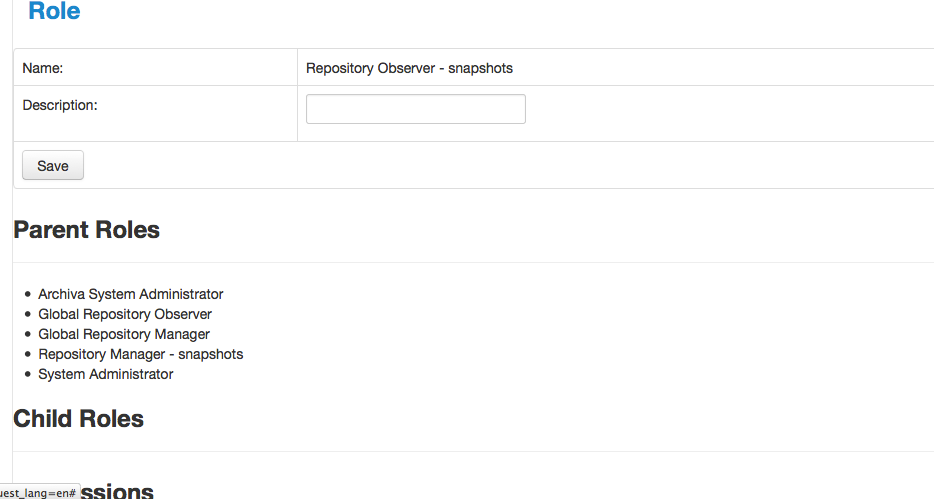 Role
Name: Repository Observer - snapshots
Description:
Save
Parent Roles
Archiva System Administrator
Global Repository Observer
Global Repository Manager
Repository Manager - snapshots
System Administrator
Child Roles
uest_lang=en# ssions